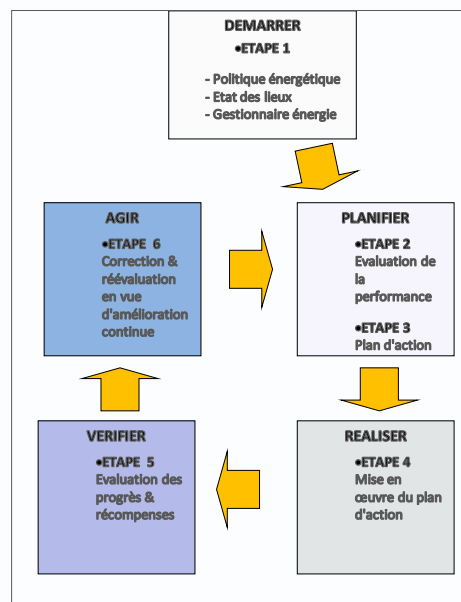 DEMARRER
•ETAPE 1
- Politique énergétique
- Etat des lieux
- Gestionnaire énergie
AGIR
•ETAPE 6
Correction &
réévaluation
en vue
d'amélioration
continue
PLANIFIER
•ETAPE 2
Evaluation de
la
performance
•ETAPE 3
Plan d'action
VERIFIER
•ETAPE 5
Evaluation des
progrès &
récompenses
REALISER
•ETAPE 4
Mise en
œuvre du plan
d'action